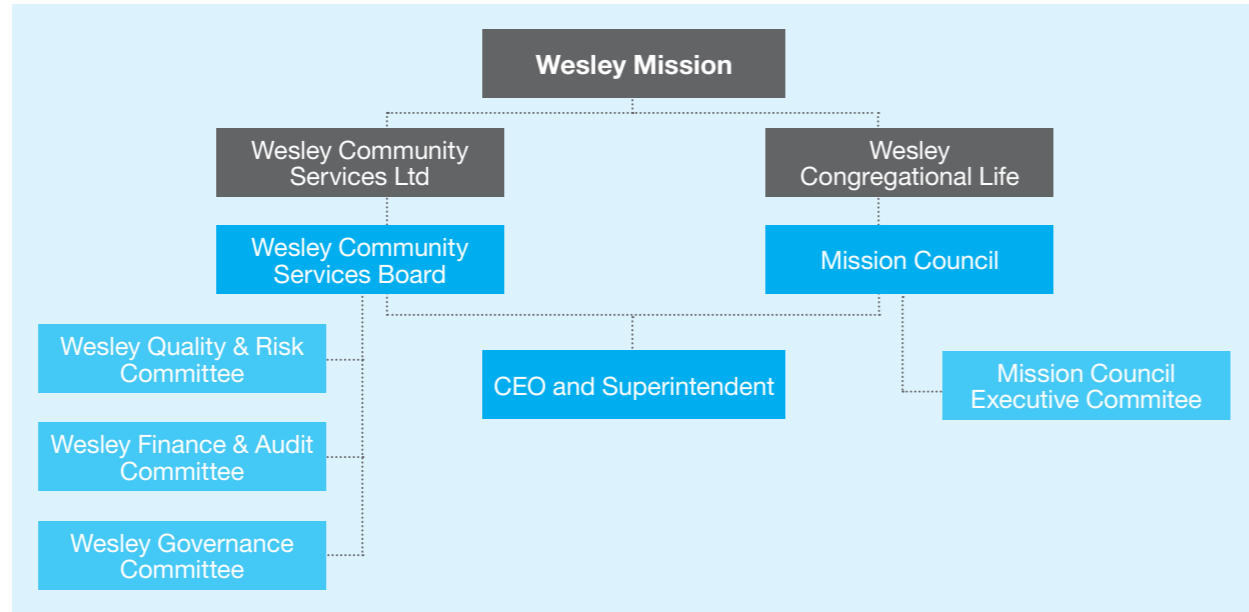 Wesley Mission
Wesley Community
Services Ltd
Wesley
Congregational Life
Wesley Community
Services Board
Mission Council
Wesley Quality & Risk
Committee
CEO and Superintendent
Mission Council
Executive Commitee
Wesley Finance & Audit
Committee
Wesley Governance
Committee